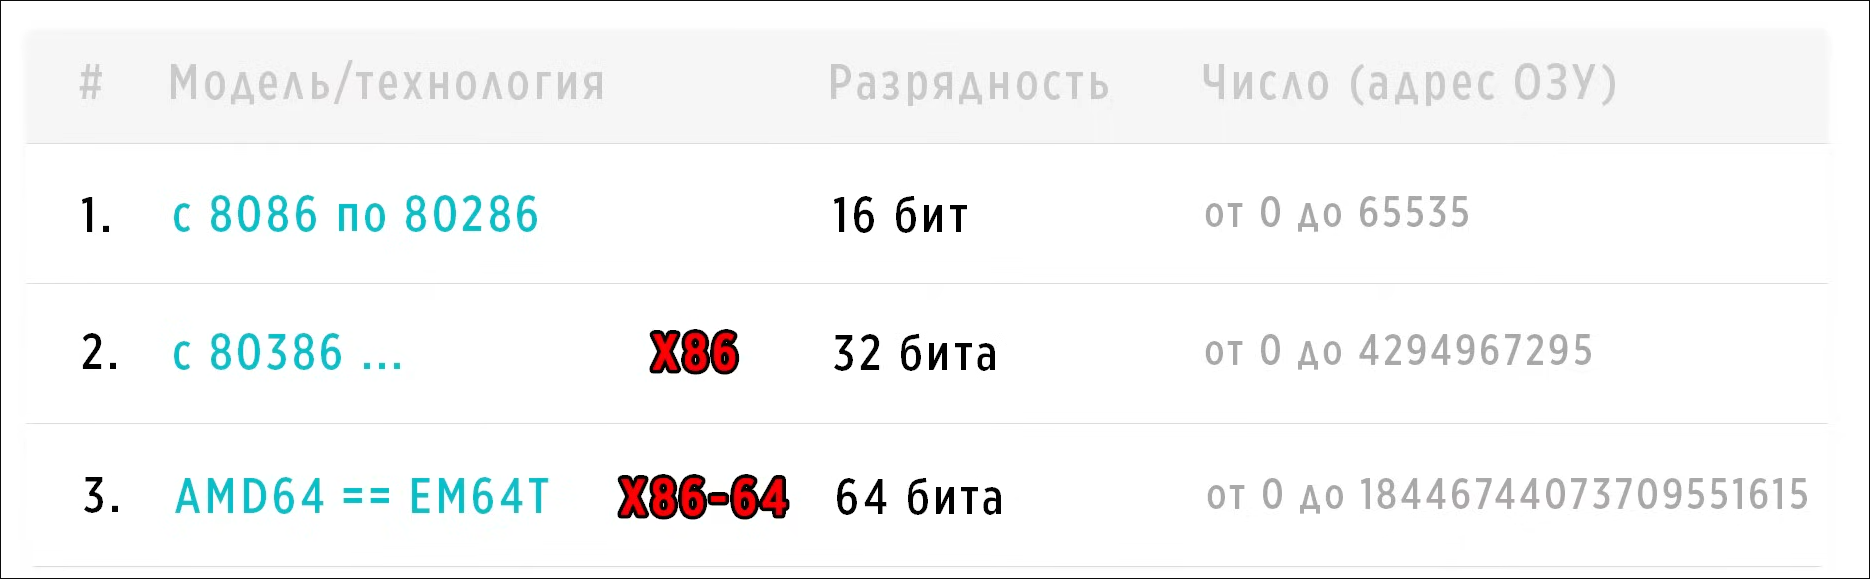 # Модель/технология Разрядность Число (адрес ОЗУ)
1. с 8086 по 80286 16 бит от 0 до 65535
2. с 80386 ... X86 32 бита от 0 до 4294967295
3. AMD64 == EM64T X86-64 64 бита от 0 до 18446744073709551615